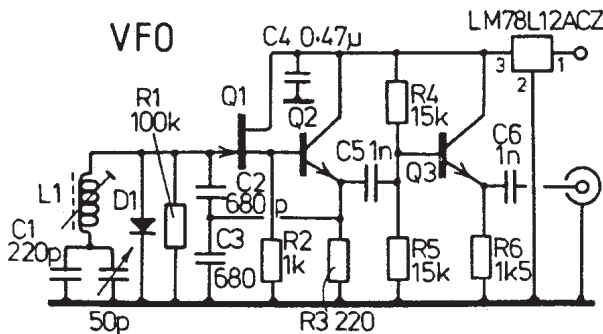 LM78L12ACZ
VFO
C4 0·47µ
3
1
2
R1
100k
Q1
Q2
R4
15k
C5 1n
C6
1n
Q3
L1
D1
C2
680 p
C1
220p
C3
680
R2
1k
R5
15k
R6
1k5
50p
R3 220